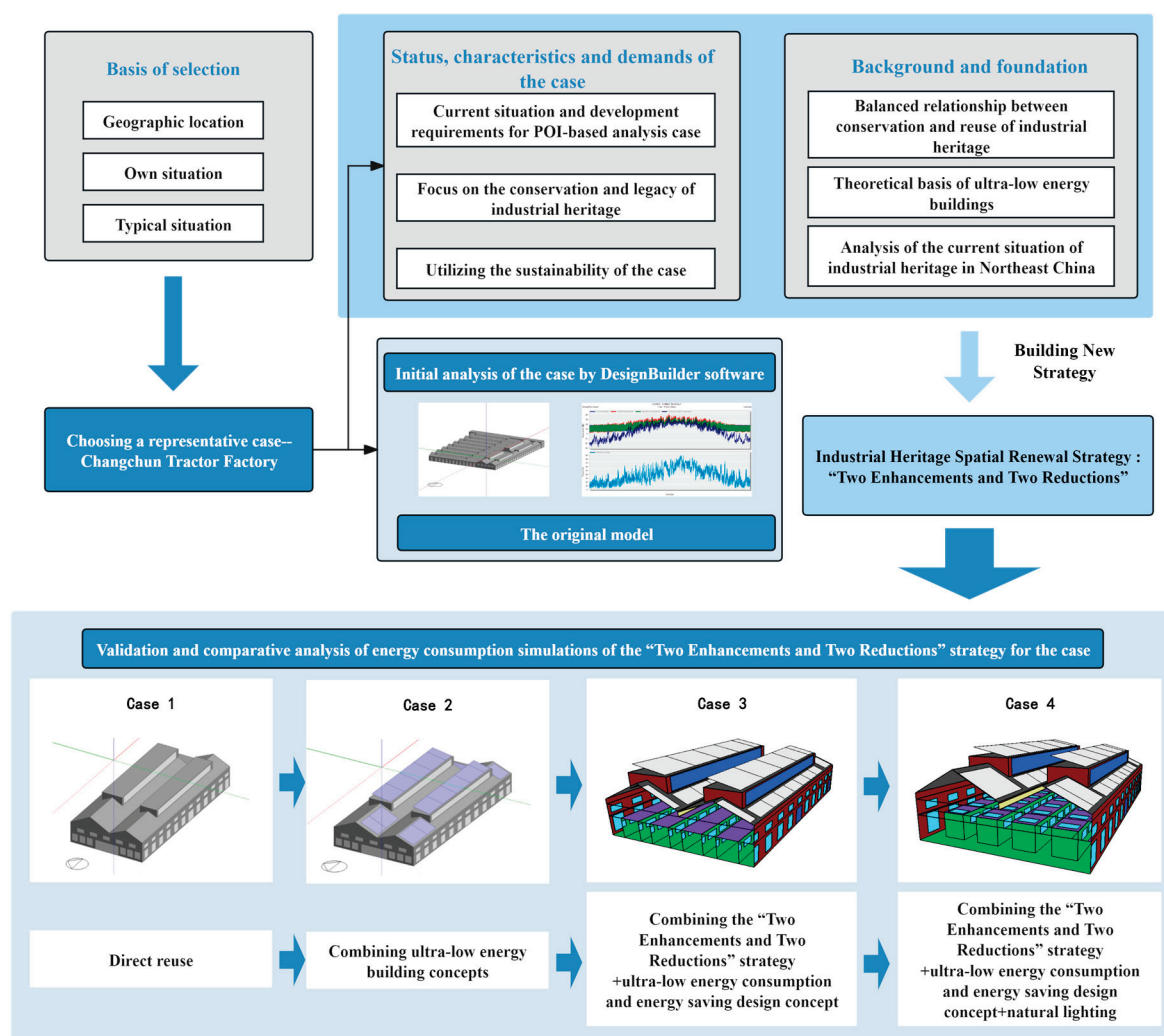 Basis of selection
Geographic location
Own situation
Typical situation
Status, characteristics and demands of
the case
Current situation and development
requirements for POI-based analysis case
Focus on the conservation and legacy of
industrial heritage
Utilizing the sustainability of the case
Background and foundation
Balanced relationship between
conservation and reuse of industrial
heritage
Theoretical basis of ultra-low energy
buildings
Analysis of the current situation of
industrial heritage in Northeast China
Choosing a representative case--
Changchun Tractor Factory
Initial analysis of the case by DesignBuilder software
The original model
Building New
Strategy
Industrial Heritage Spatial Renewal Strategy :
“Two Enhancements and Two Reductions”
Validation and comparative analysis of energy consumption simulations of the “Two Enhancements and Two Reductions” strategy for the case
Case 1
Case 2
Case 3
Case 4
Direct reuse
Combining ultra-low energy
building concepts
Combining the “Two
Enhancements and Two
Reductions” strategy
+ultra-low energy consumption
and energy saving design concept
Combining the “Two
Enhancements and Two
Reductions” strategy
+ultra-low energy consumption
and energy saving design
concept+natural lighting